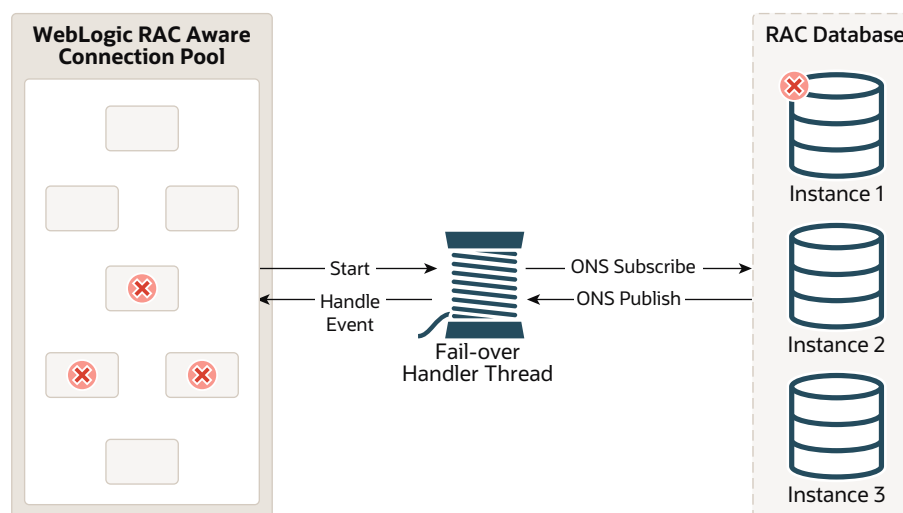 WebLogic RAC Aware
Connection Pool
RAC Database
Instance 1
Start
ONS Subscribe
Handle
Event
ONS Publish
Fail-over
Handler Thread
Instance 2
Instance 3